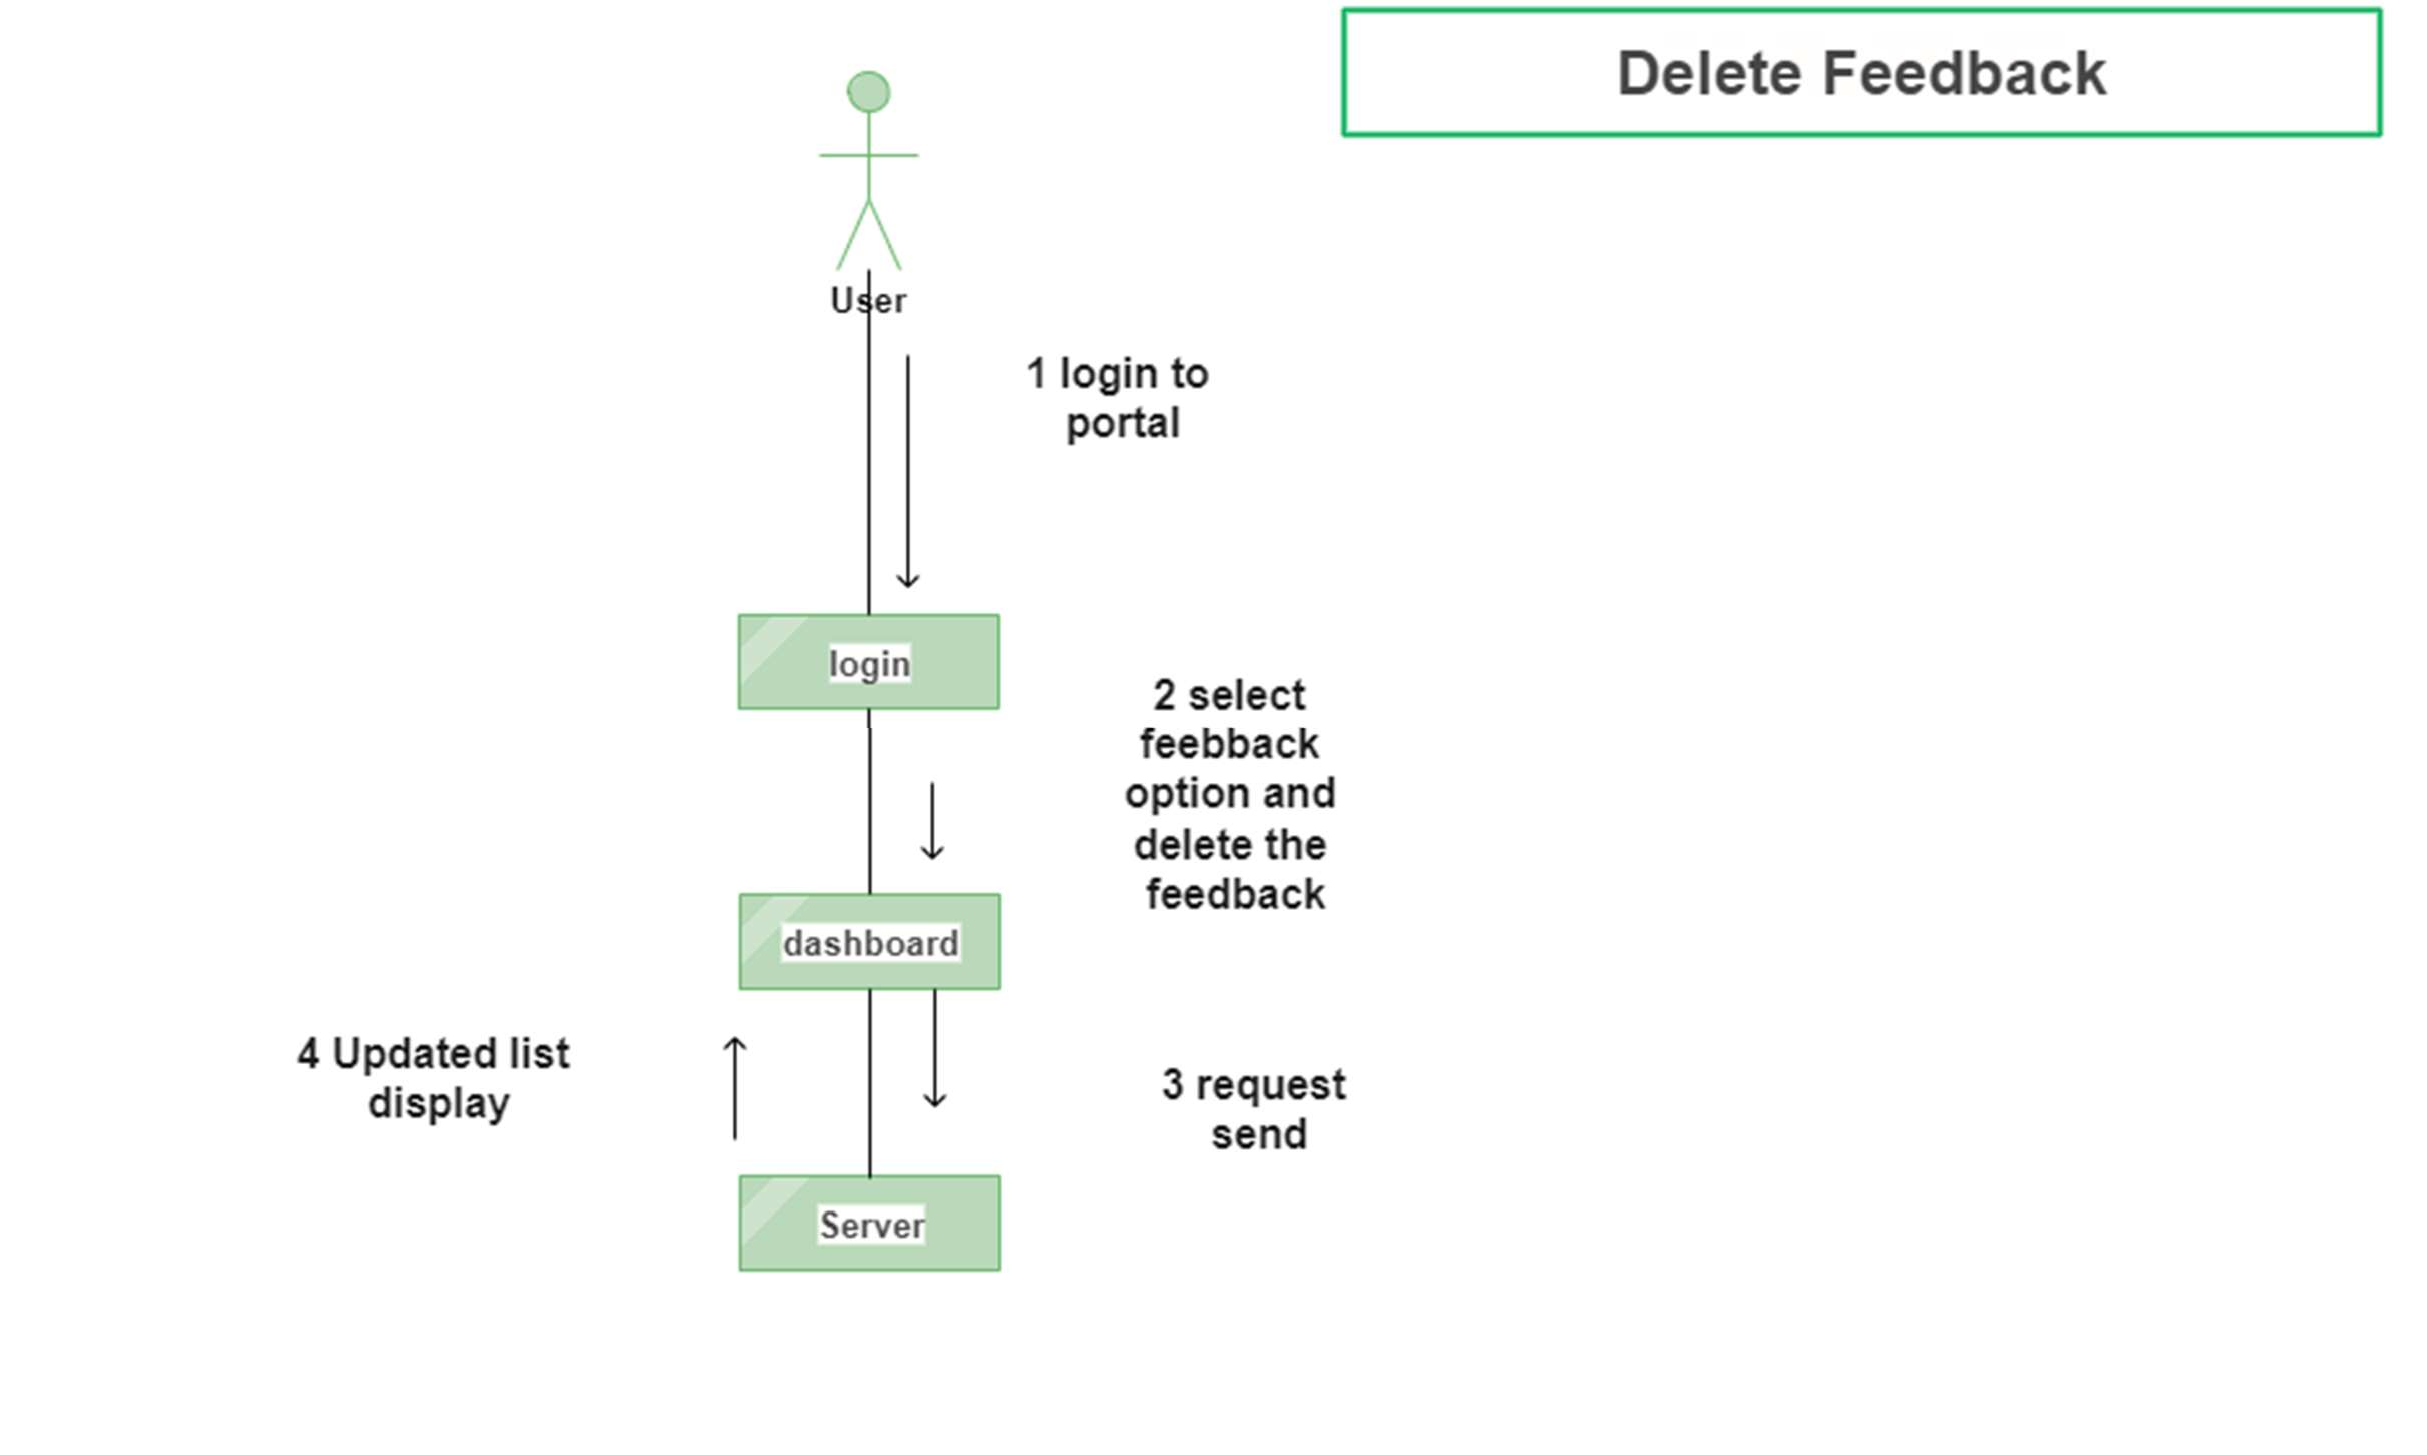 Delete Feedback
User
1 login to
portal
login
2 select
feebback
option and
delete the
feedback
dashboard
4 Updated list
display
3 request
send
Server